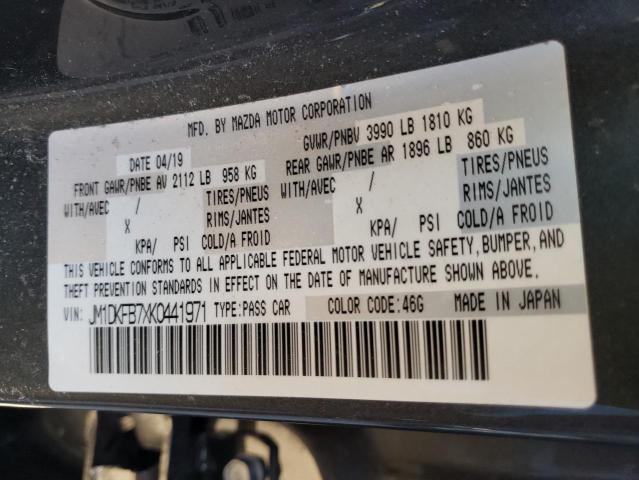 MFD. BY MAZDA MOTOR CORPORATION
DATE 04/19 GVWR/PNBV 3990 LB 1810 KG
FRONT GAWR/PNBE AV 2112 LB 958 KG REAR GAWR/PNBE AR 1896 LB 860 KG
WITH/AVEC / TIRES/PNEUS WITH/AVEC / TIRES/PNEUS
X RIMS/JANTES X RIMS/JANTES
KPA/ PSI COLD/A FROID KPA/ PSI COLD/A FROID
THIS VEHICLE CONFORMS TO ALL APPLICABLE FEDERAL MOTOR VEHICLE SAFETY, BUMPER, AND
THEFT PREVENTION STANDARDS IN EFFECT ON THE DATE OF MANUFACTURE SHOWN ABOVE.
VIN: JM1DKFB7XK0441971 TYPE:PASS CAR COLOR CODE:46G MADE IN JAPAN